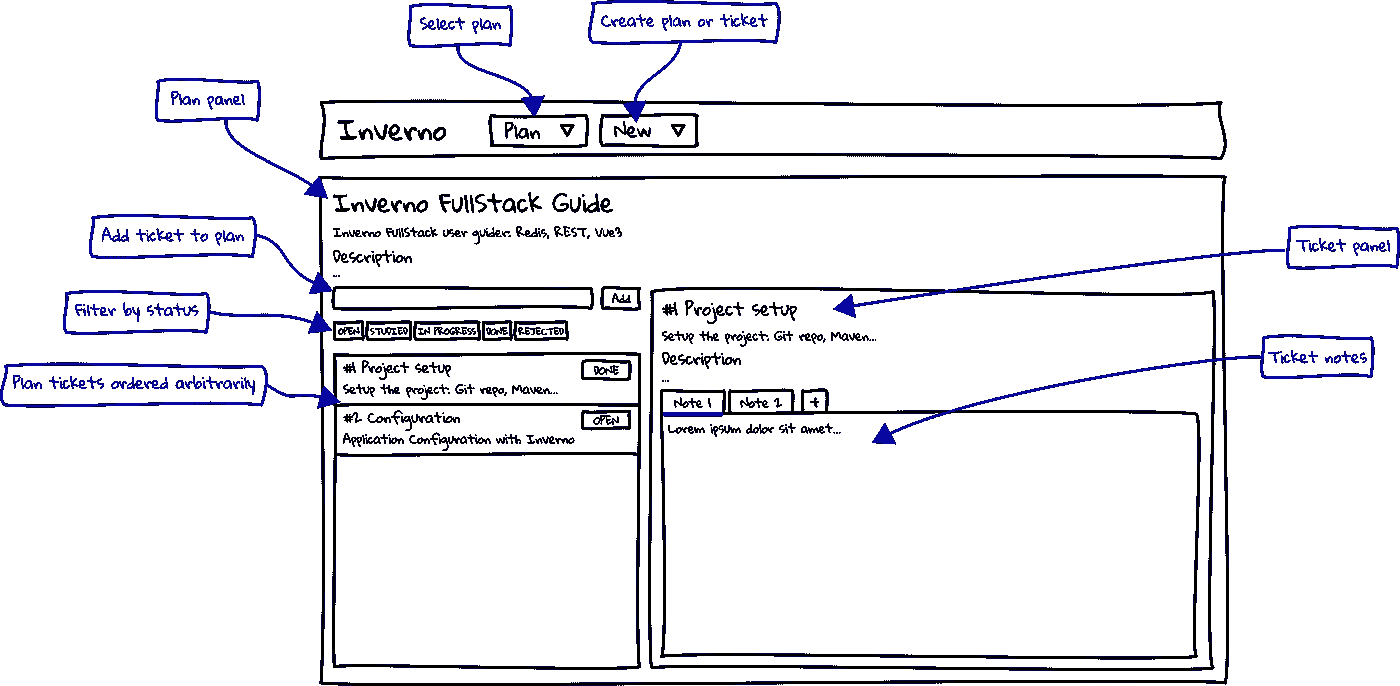 Select plan
Create plan or ticket
Plan panel
Inverno
Plan
New
Inverno FullStack Guide
Add ticket to plan
Inverno FullStack user guider: Redis, REST, Vue3
Ticket panel
Description
...
Add
Filter by status
OPEN STUDIED IN PROGRESS DONE REJECTED
Plan tickets ordered arbitrarily
#1 Project setup
DONE
Setup the project: Git repo, Maven...
#2 Configuration
OPEN
Application Configuration with Inverno
#1 Project setup
Setup the project: Git repo, Maven...
Ticket notes
Description
...
Note 1
Note 2
+
Lorem ipsum dolor sit amet...